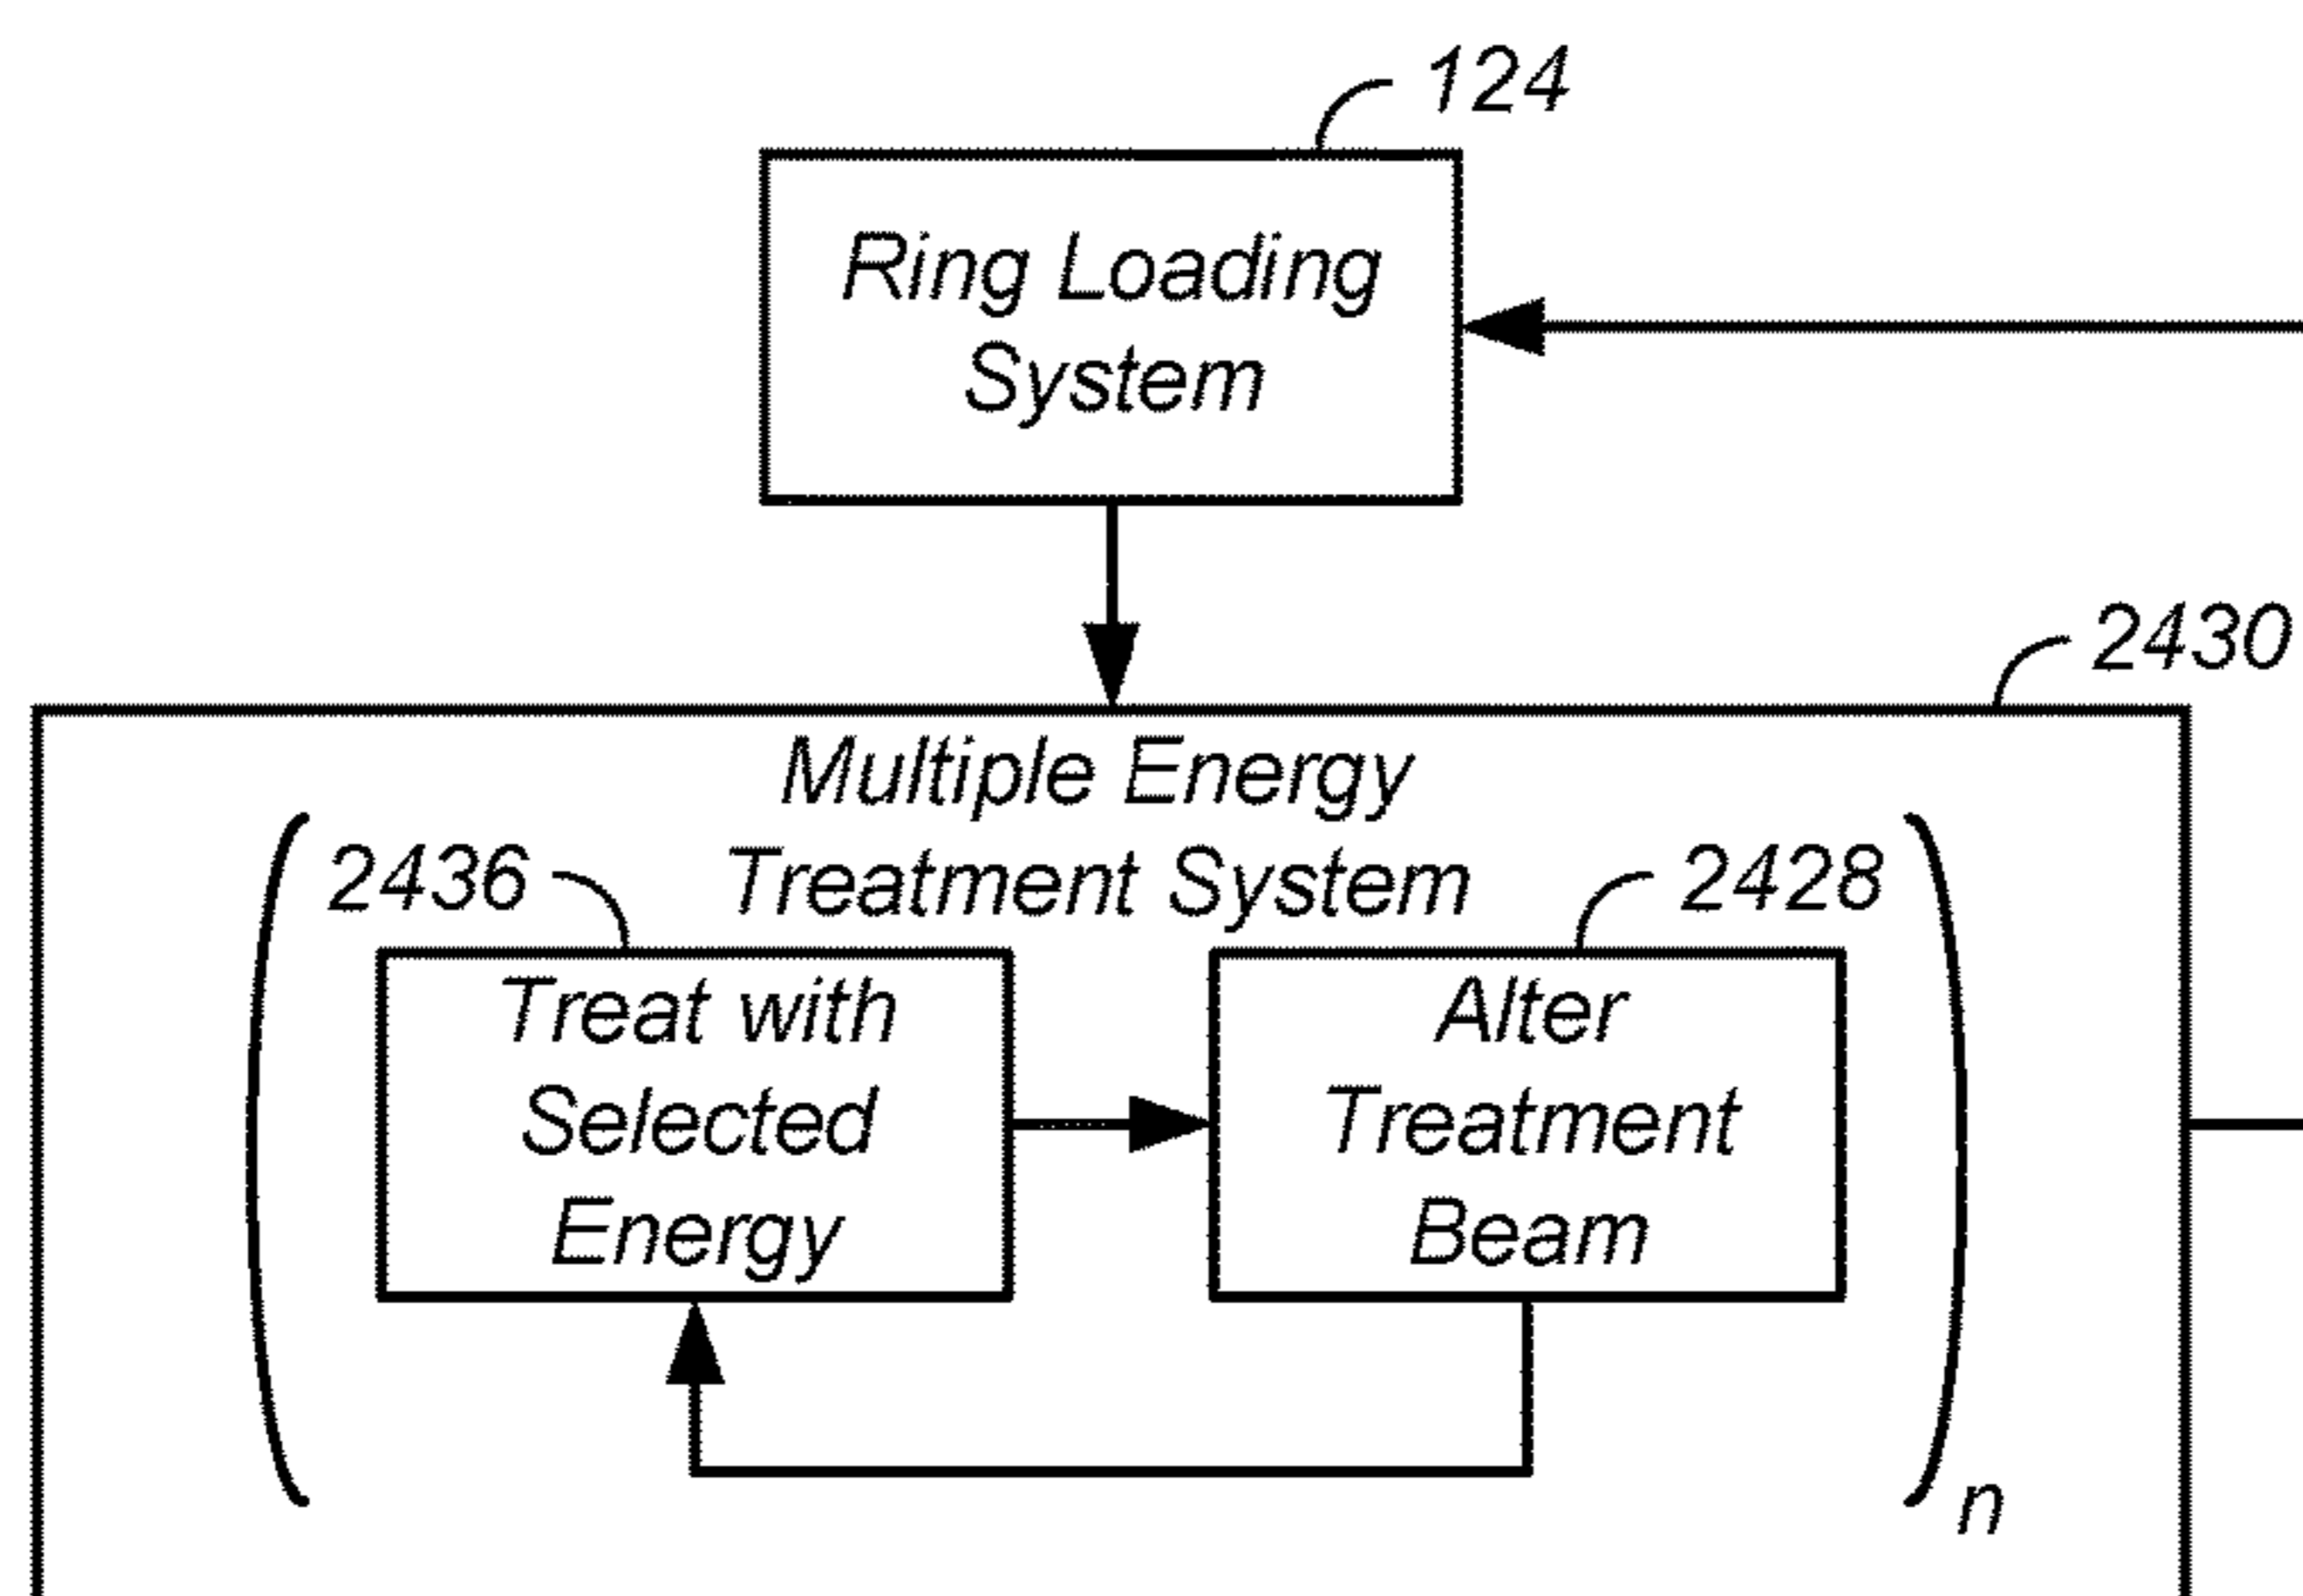 124
Ring Loading
System
2430
Multiple Energy
Treatment System
2436
2428
Treat with
Selected
Energy
Alter
Treatment
Beam
n